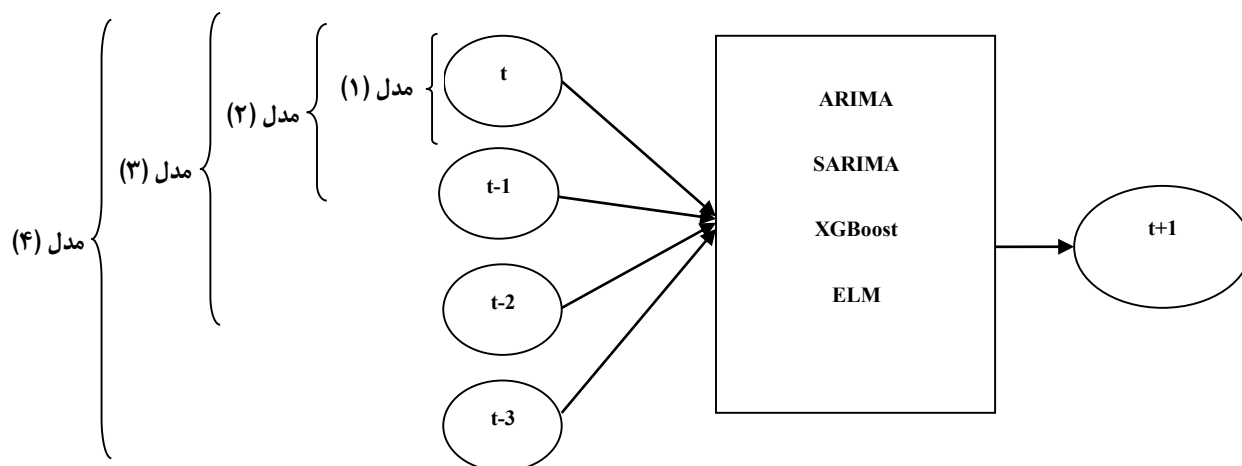 مدل (۴)
مدل (۳)
مدل (۲)
مدل (۱)
t
t-1
t-2
t-3
ARIMA
SARIMA
XGBoost
ELM
t+1